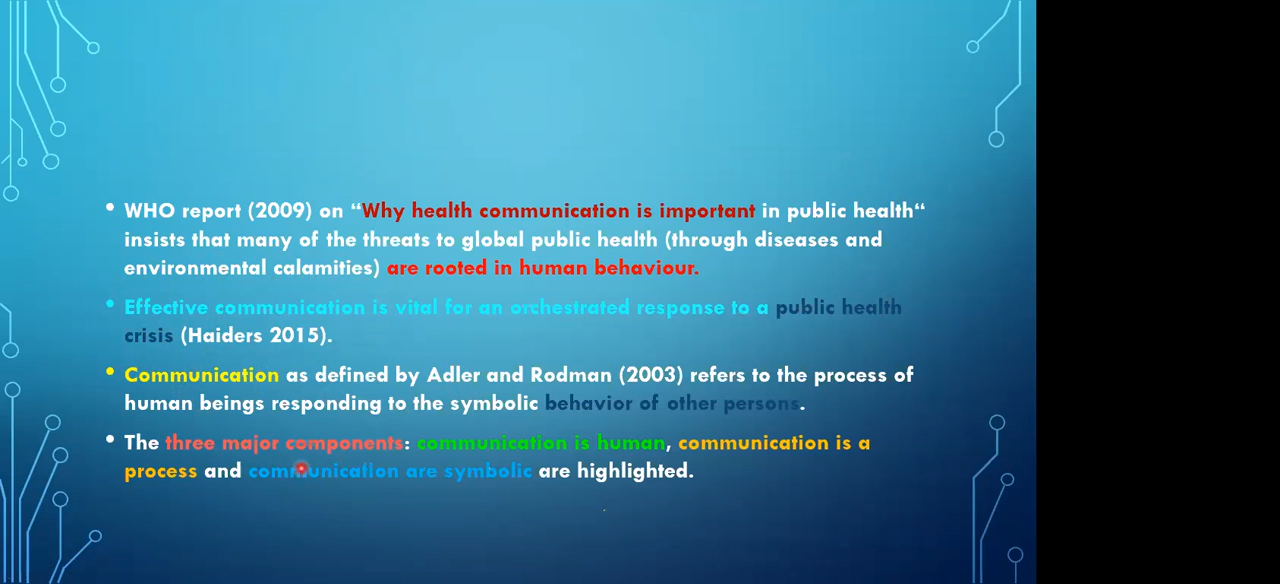 • WHO report (2009) on “Why health communication is important in public health“
insists that many of the threats to global public health (through diseases and
environmental calamities) are rooted in human behaviour.
• Effective communication is vital for an orchestrated response to a public health
crisis (Haiders 2015).
• Communication as defined by Adler and Rodman (2003) refers to the process of
human beings responding to the symbolic behavior of other persons.
• The three major components: communication is human, communication is a
process and communication are symbolic are highlighted.